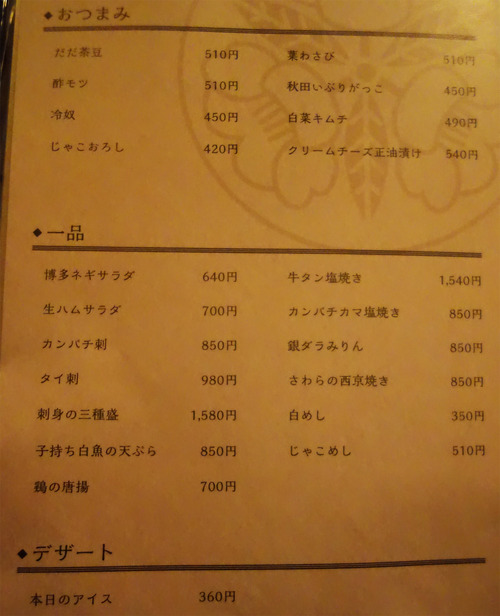 ◆おつまみ
だだ茶豆 510円
酢モツ 510円
冷奴 450円
じゃこおろし 420円
葉わさび 510円
秋田いぶりがっこ 450円
白菜キムチ 490円
クリームチーズ正油漬け 540円
◆一品
博多ネギサラダ 640円
生ハムサラダ 700円
カンパチ刺 850円
タイ刺 980円
刺身の三種盛 1,580円
子持ち白魚の天ぷら 850円
鶏の唐揚 700円
牛タン塩焼き 1,540円
カンパチカマ塩焼き 850円
銀ダラみりん 850円
さわらの西京焼き 850円
白めし 350円
じゃこめし 510円
◆デザート
本日のアイス 360円